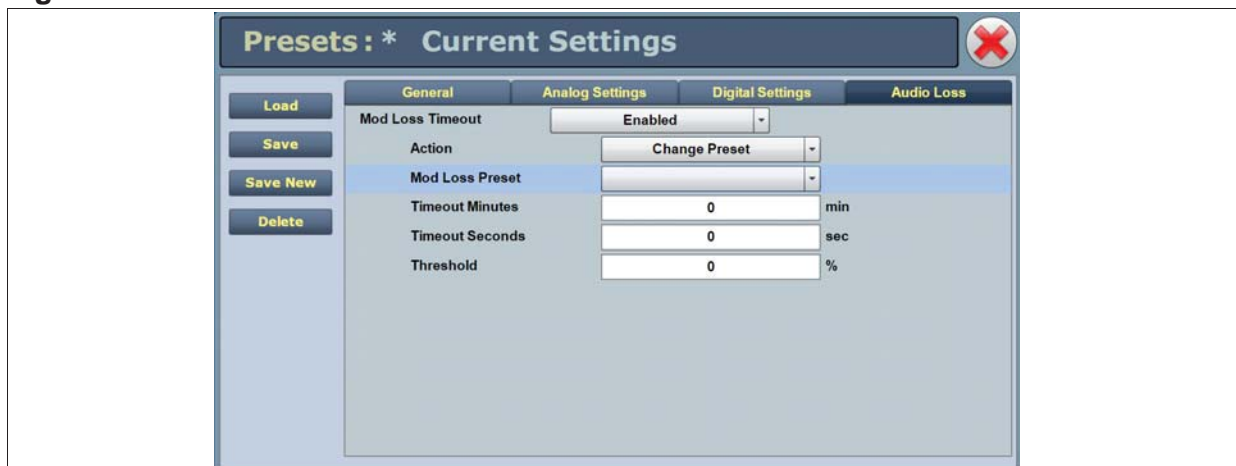 Presets: * Current Settings
Load
Save
Save New
Delete
General Analog Settings Digital Settings Audio Loss
Mod Loss Timeout Enabled
Action Change Preset
Mod Loss Preset
Timeout Minutes 0 min
Timeout Seconds 0 sec
Threshold 0 %